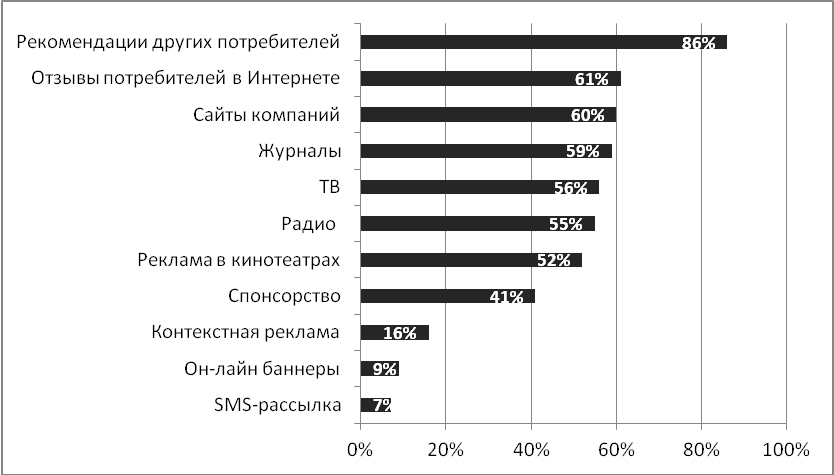 Рекомендации других потребителей 86%
Отзывы потребителей в Интернете 61%
Сайты компаний 60%
Журналы 59%
ТВ 56%
Радио 55%
Реклама в кинотеатрах 52%
Спонсорство 41%
Контекстная реклама 16%
Он-лайн баннеры 9%
SMS-рассылка 7%
0% 20% 40% 60% 80% 100%